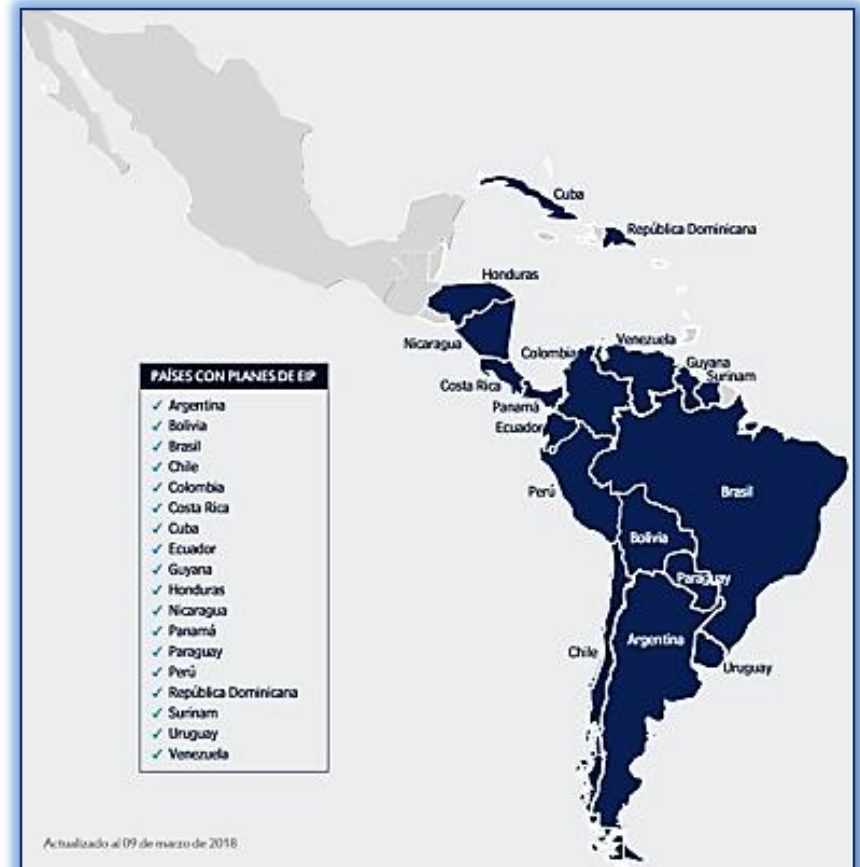 Cuba
República Dominicana
Honduras
Nicaragua
Colombia
Venezuela
Guyana
Surinam
Costa Rica
Panamá
Ecuador
Perú
Brasil
Bolivia
Paraguay
Chile
Argentina
Uruguay
PAÍSES CON PLANES DE EIP
✓ Argentina
✓ Bolivia
✓ Brasil
✓ Chile
✓ Colombia
✓ Costa Rica
✓ Cuba
✓ Ecuador
✓ Guyana
✓ Honduras
✓ Nicaragua
✓ Panamá
✓ Paraguay
✓ Perú
✓ República Dominicana
✓ Surinam
✓ Uruguay
✓ Venezuela
Actualizado al 09 de marzo de 2018